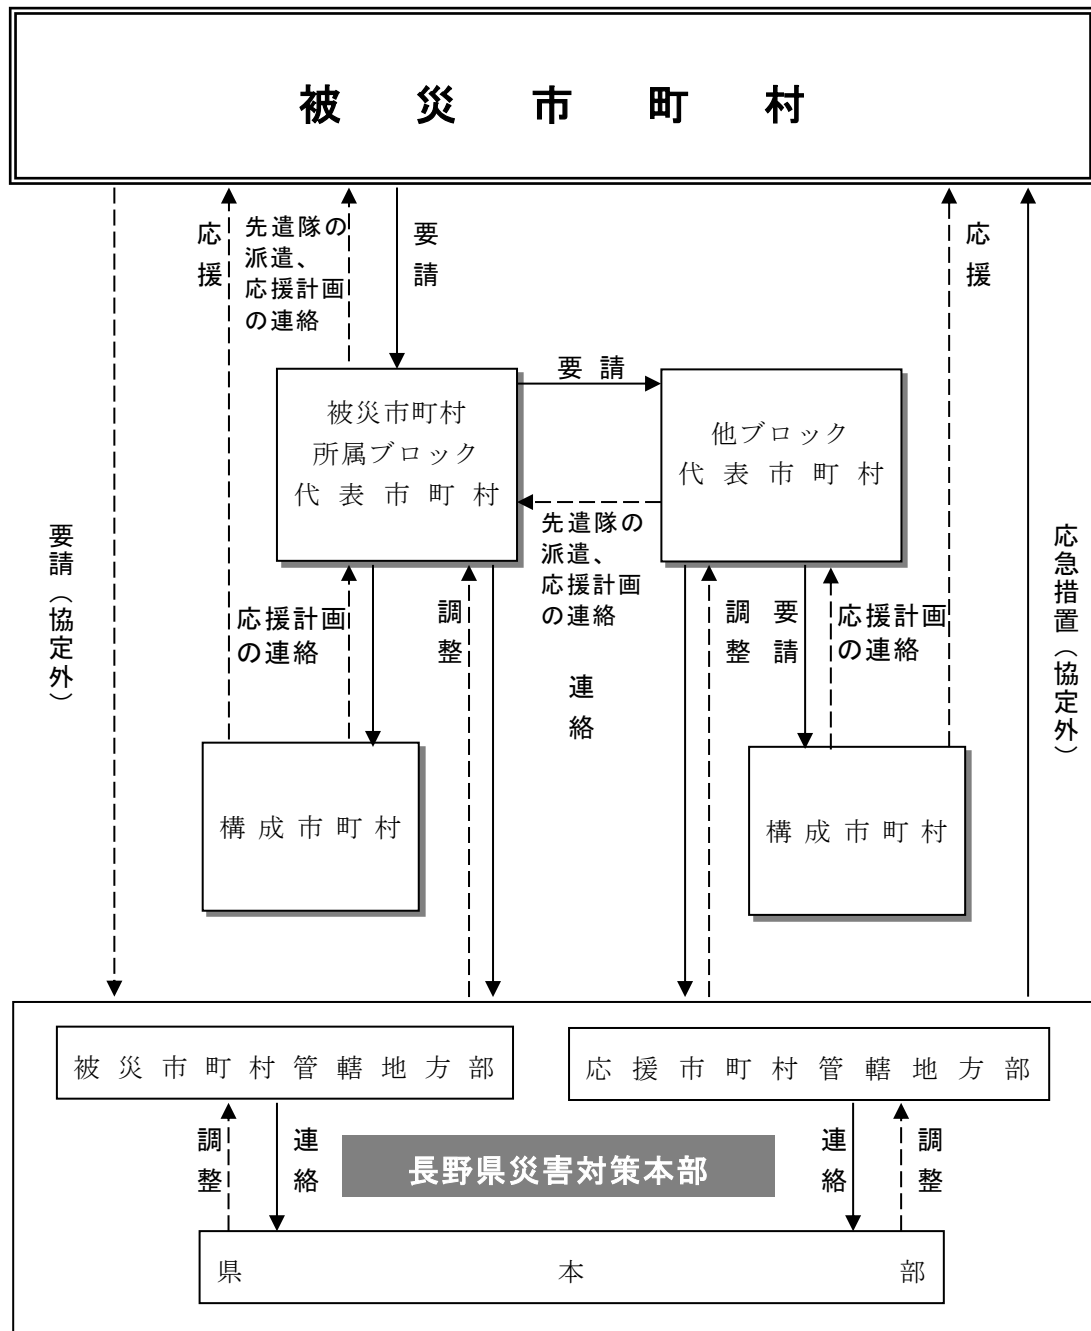 被災市町村
応援
先遣隊の
派遣、
応援計画
の連絡
要請
応援
要請
被災市町村
所属ブロック
代表市町村
他ブロック
代表市町村
要請（協定外）
先遣隊の
派遣、
応援計画
の連絡
応急措置（協定外）
応援計画
の連絡
調整
連絡
調整
要請
応援計画
の連絡
構成市町村
構成市町村
被災市町村管轄地方部
応援市町村管轄地方部
調整
連絡
長野県災害対策本部
連絡
調整
県本部